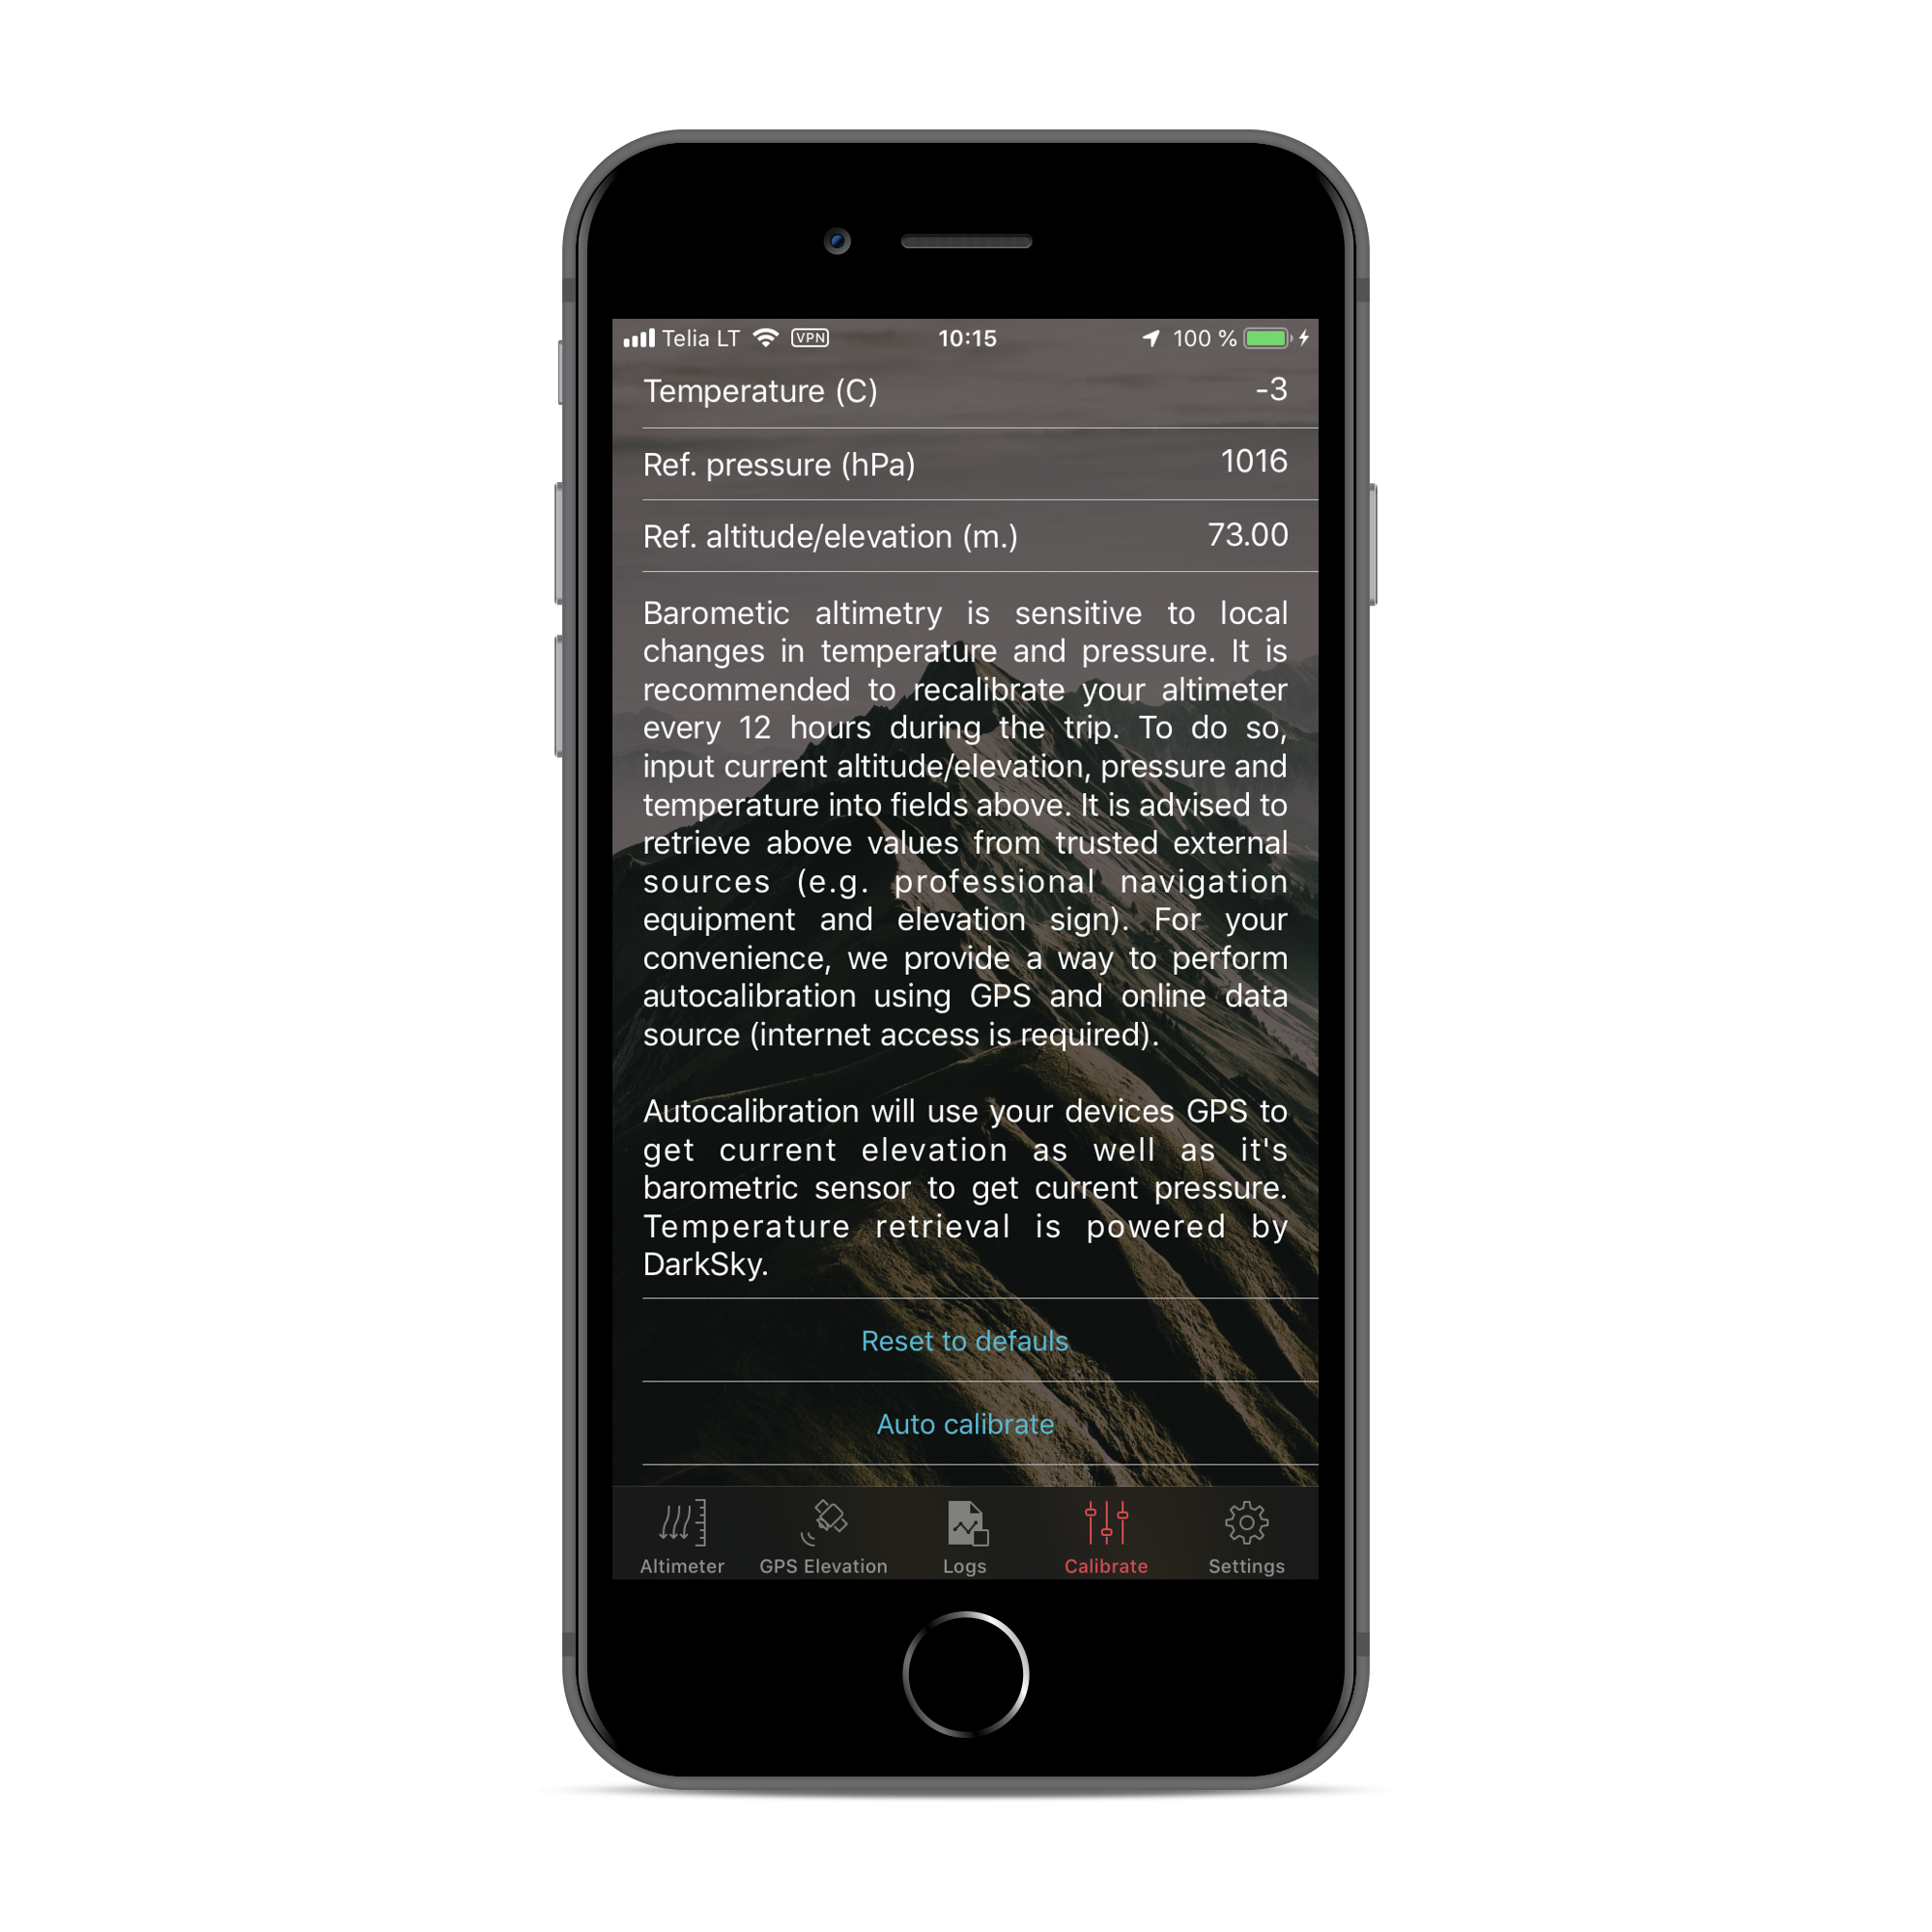 Telia LT VPN 10:15 100 %
Temperature (C) -3
Ref. pressure (hPa) 1016
Ref. altitude/elevation (m.) 73.00
Barometic altimetry is sensitive to local
changes in temperature and pressure. It is
recommended to recalibrate your altimeter
every 12 hours during the trip. To do so,
input current altitude/elevation, pressure and
temperature into fields above. It is advised to
retrieve above values from trusted external
sources (e.g. professional navigation
equipment and elevation sign). For your
convenience, we provide a way to perform
autocalibration using GPS and online data
source (internet access is required).
Autocalibration will use your devices GPS to
get current elevation as well as it's
barometric sensor to get current pressure.
Temperature retrieval is powered by
DarkSky.
Reset to defauls
Auto calibrate
Altimeter GPS Elevation Logs Calibrate Settings